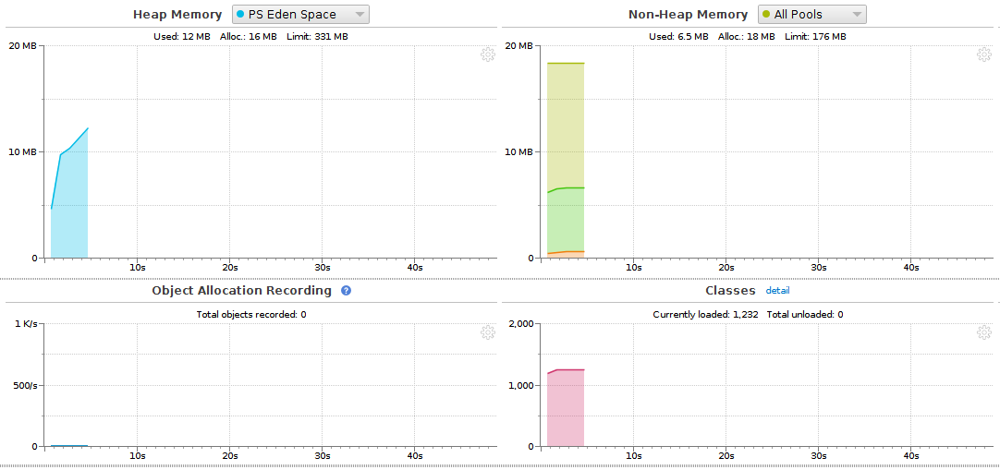 Heap Memory PS Eden Space
Used: 12 MB Alloc.: 16 MB Limit: 331 MB
20 MB
10 MB
0
10s 20s 30s 40s
Non-Heap Memory All Pools
Used: 6.5 MB Alloc.: 18 MB Limit: 176 MB
20 MB
10 MB
0
10s 20s 30s 40s
Object Allocation Recording ?
Total objects recorded: 0
1 K/s
500/s
0
10s 20s 30s 40s
Classes detail
Currently loaded: 1,232 Total unloaded: 0
2,000
1,000
0
10s 20s 30s 40s